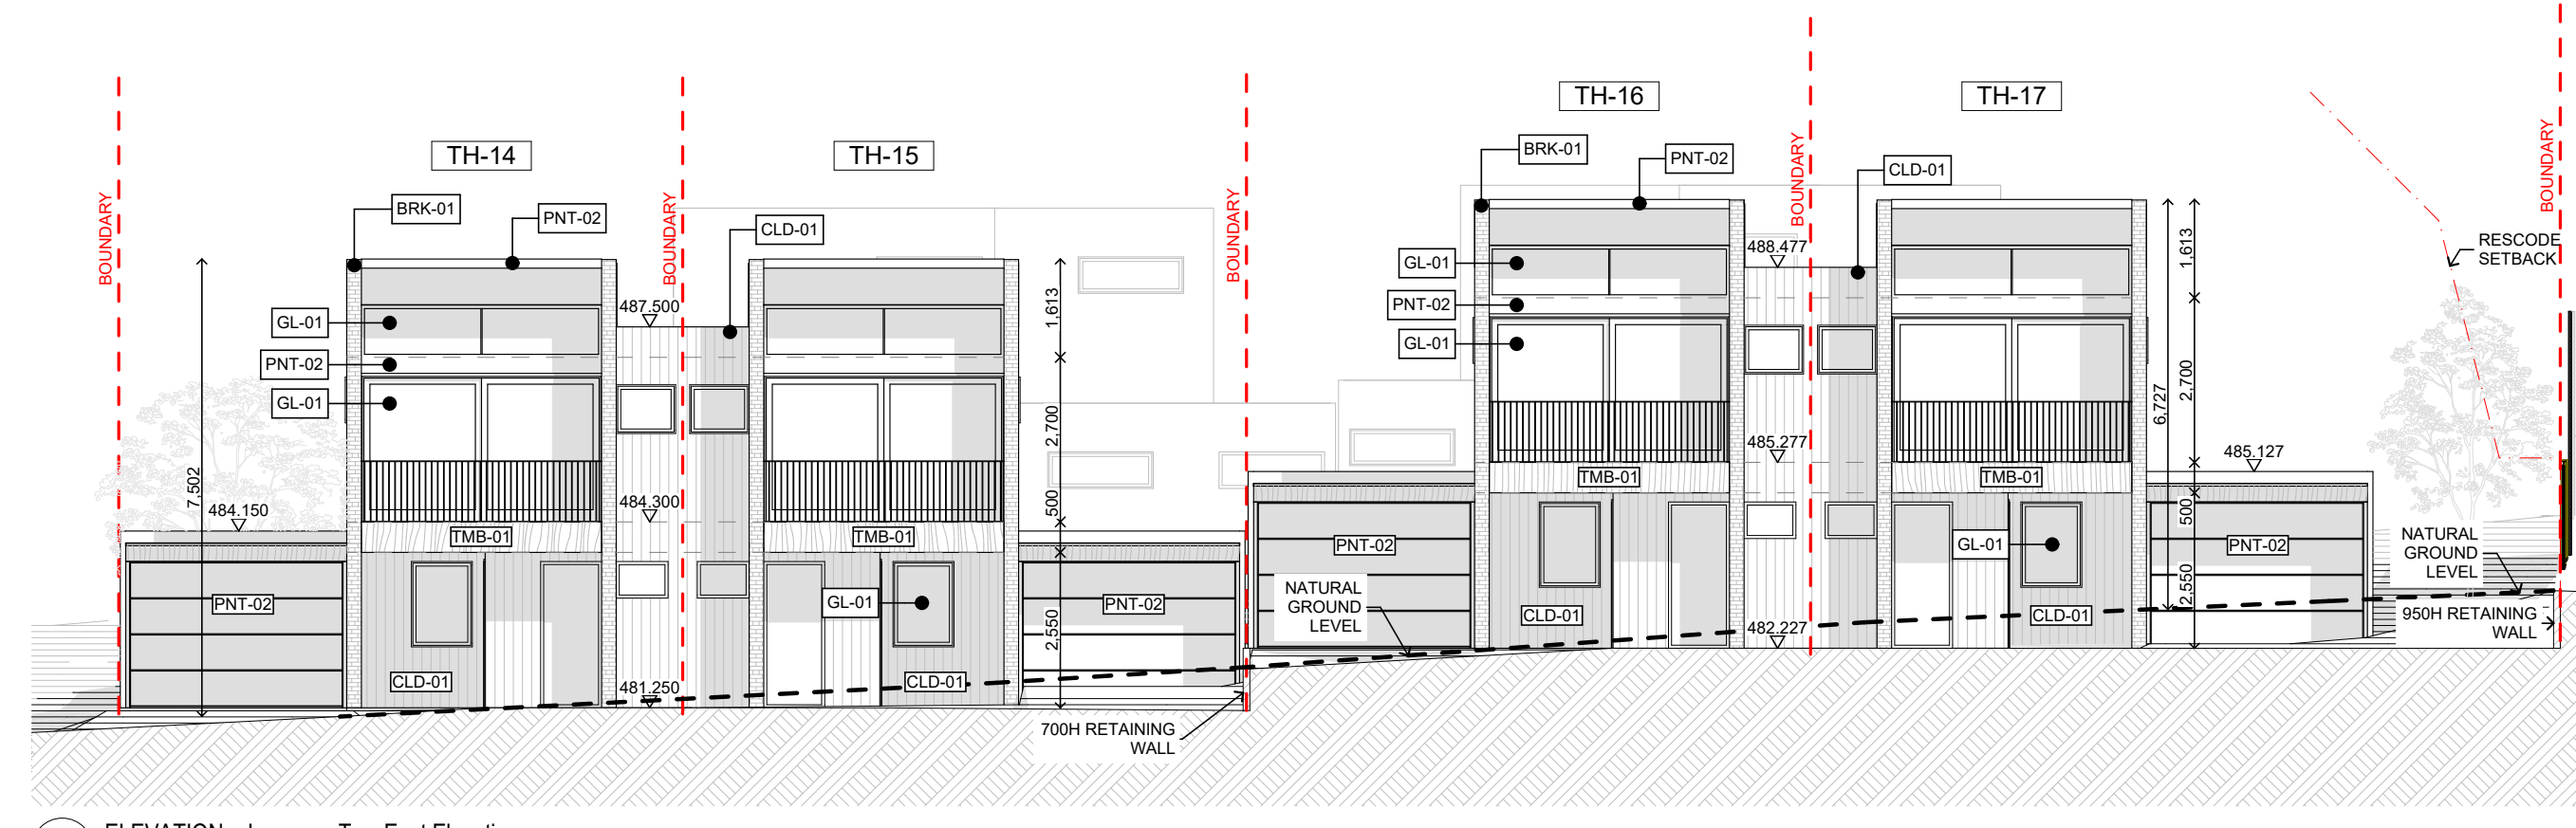 TH-14
TH-15
TH-16
TH-17
BOUNDARY
BOUNDARY
BOUNDARY
BOUNDARY
BOUNDARY
BRK-01
PNT-02
CLD-01
BRK-01
PNT-02
CLD-01
RESCODE
SETBACK
GL-01
PNT-02
GL-01
GL-01
PNT-02
GL-01
487.500
484.300
481.250
488.477
485.277
482.227
484.150
485.127
7,502
1,613
2,700
500
2,550
6,727
1,613
2,700
500
2,550
TMB-01
TMB-01
TMB-01
TMB-01
PNT-02
PNT-02
PNT-02
PNT-02
GL-01
GL-01
CLD-01
CLD-01
CLD-01
CLD-01
NATURAL
GROUND
LEVEL
NATURAL
GROUND
LEVEL
700H RETAINING
WALL
950H RETAINING
WALL